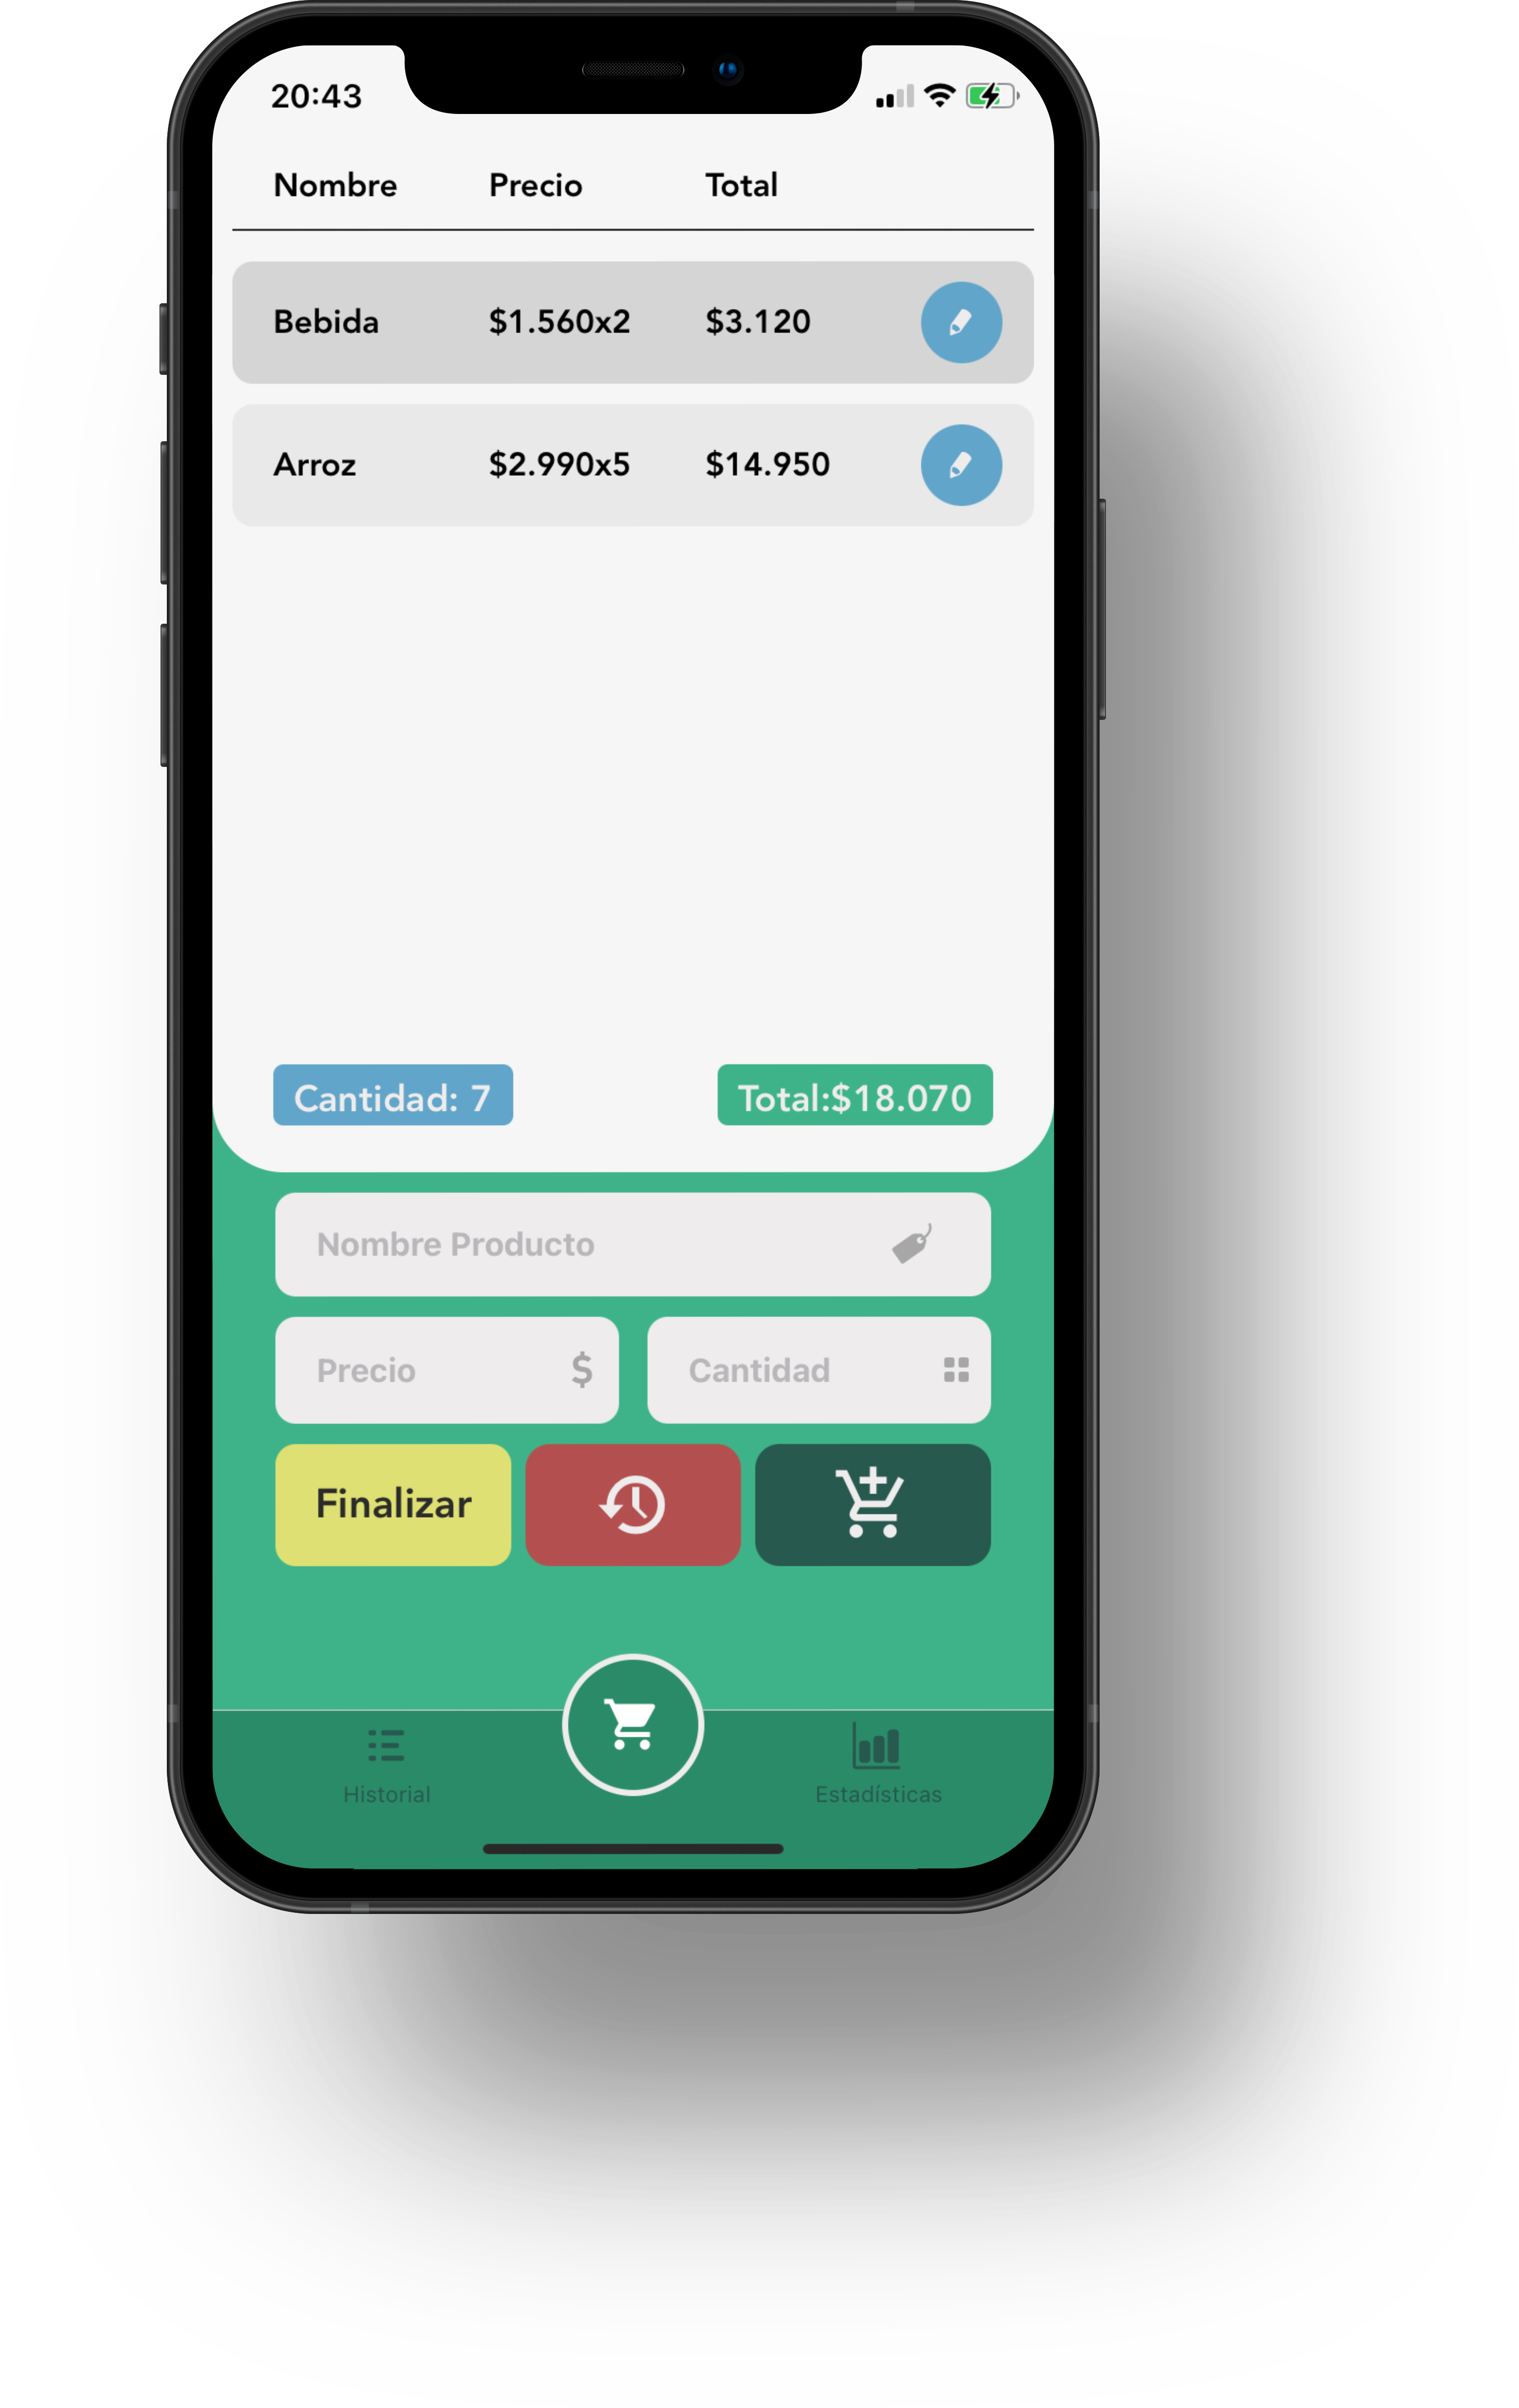 20:43
Nombre Precio Total
Bebida $1.560x2 $3.120
Arroz $2.990x5 $14.950
Cantidad: 7 Total:$18.070
Nombre Producto
Precio $ Cantidad
Finalizar
Historial Estadísticas